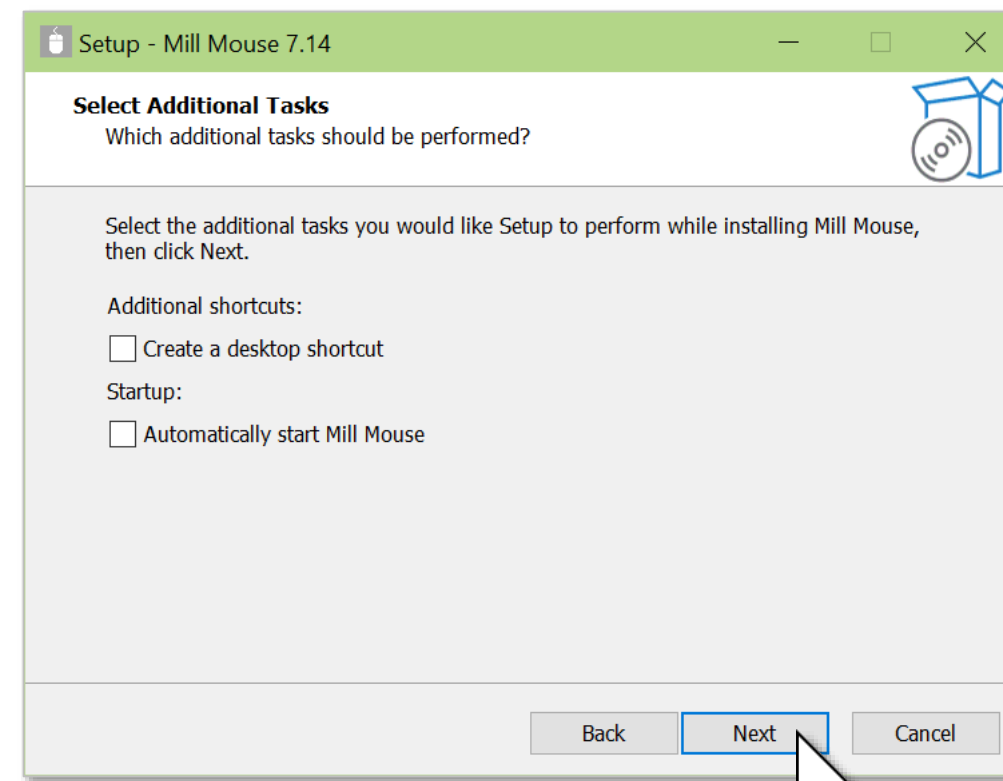 Setup - Mill Mouse 7.14
Select Additional Tasks
Which additional tasks should be performed?
Select the additional tasks you would like Setup to perform while installing Mill Mouse,
then click Next.
Additional shortcuts:
Create a desktop shortcut
Startup:
Automatically start Mill Mouse
Back Next Cancel